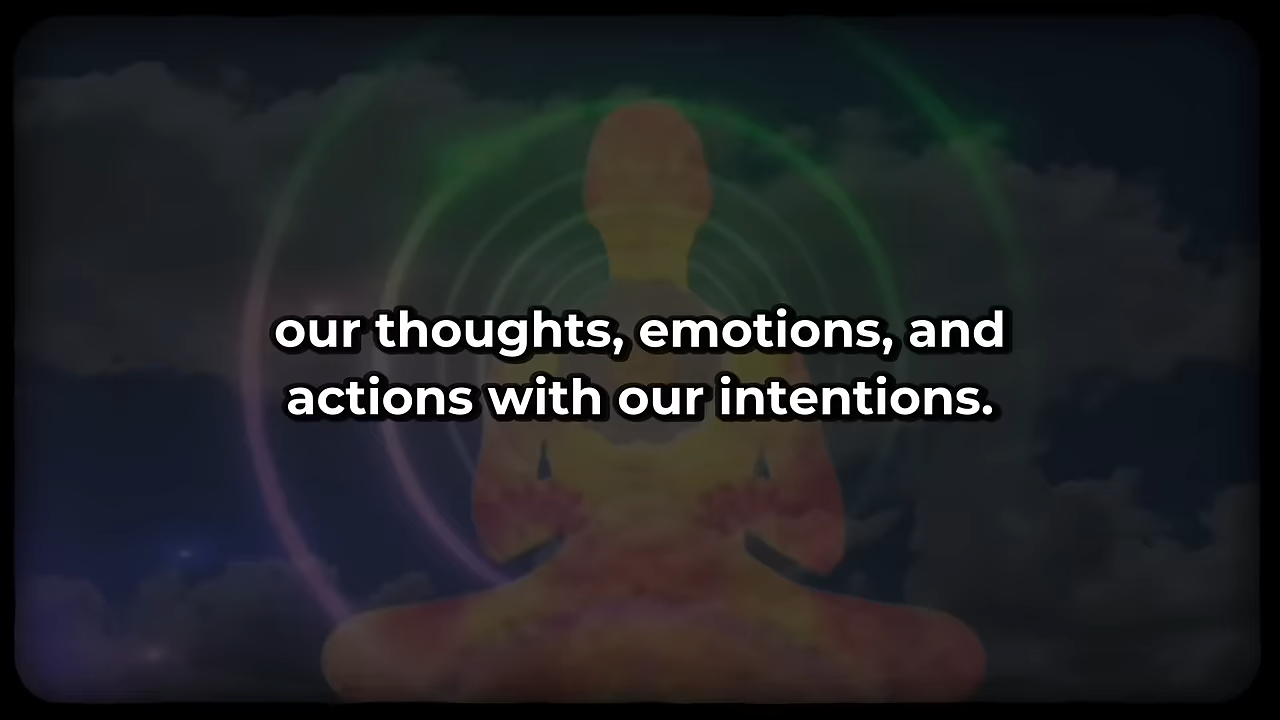 our thoughts, emotions, and
actions with our intentions.